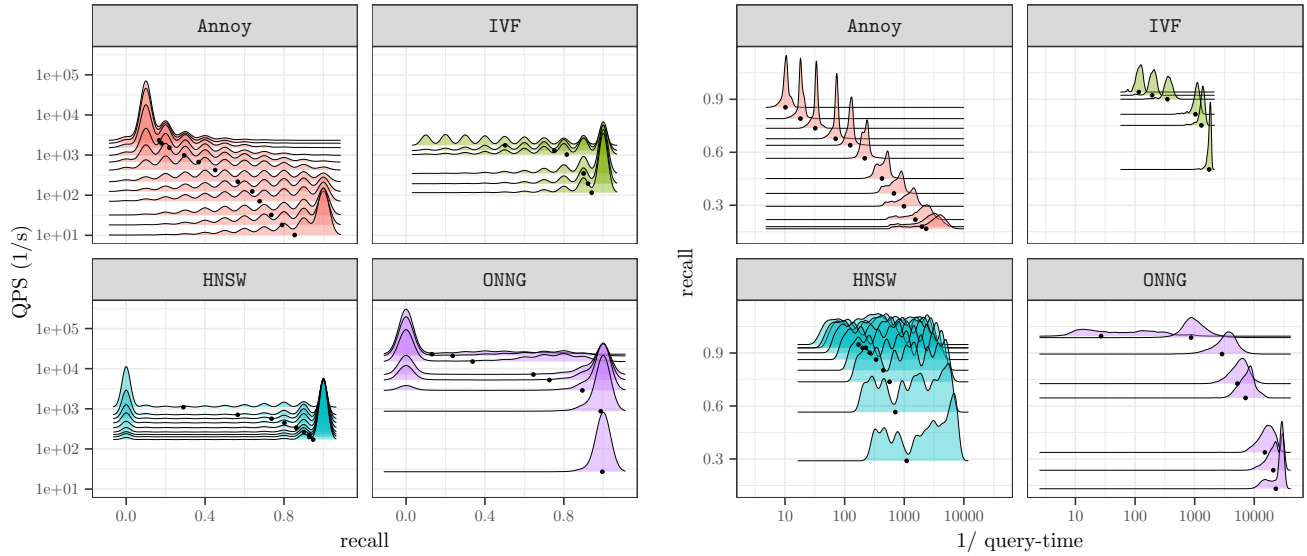 Annoy IVF Annoy IVF
1e+05
1e+04
1e+03
1e+02
1e+01
0.9
0.6
0.3
HNSW ONNG HNSW ONNG
QPS (1/s)
recall
1e+05
1e+04
1e+03
1e+02
1e+01
0.9
0.6
0.3
0.0 0.4 0.8 0.0 0.4 0.8
10 100 1000 10000 10 100 1000 10000
recall
1/ query-time